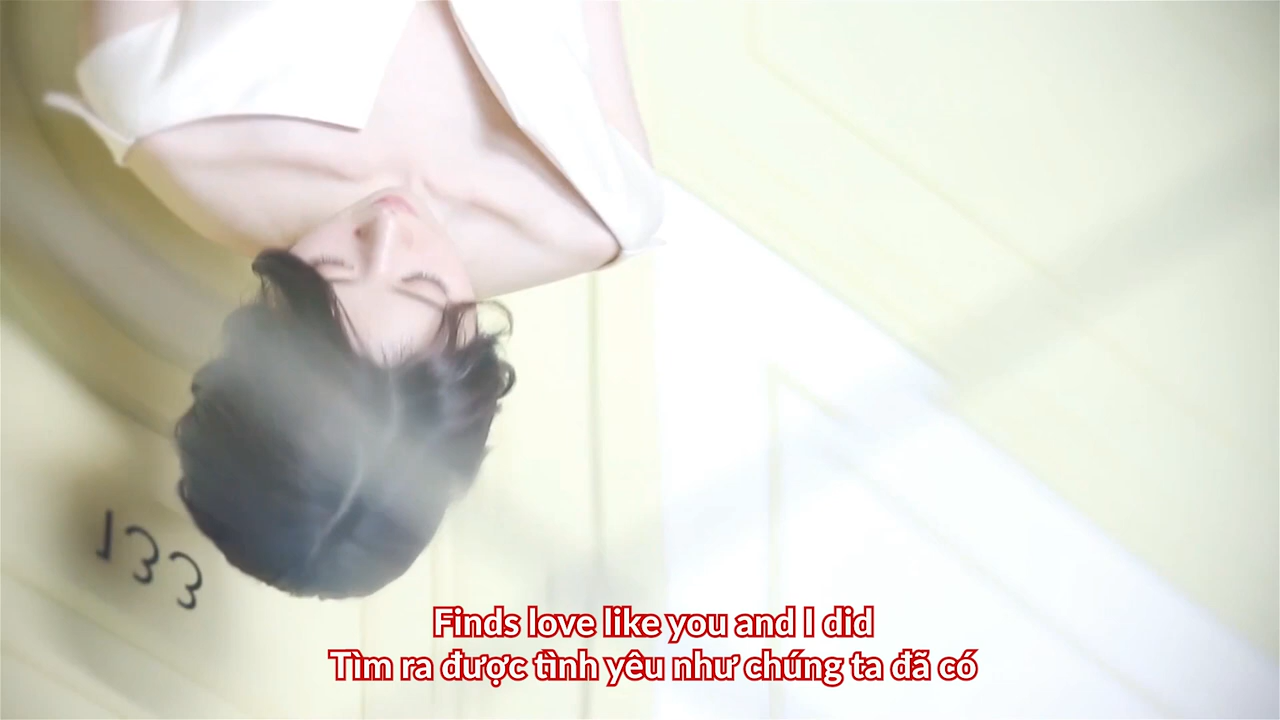 133
Finds love like you and I did
Tìm ra được tình yêu như chúng ta đã có